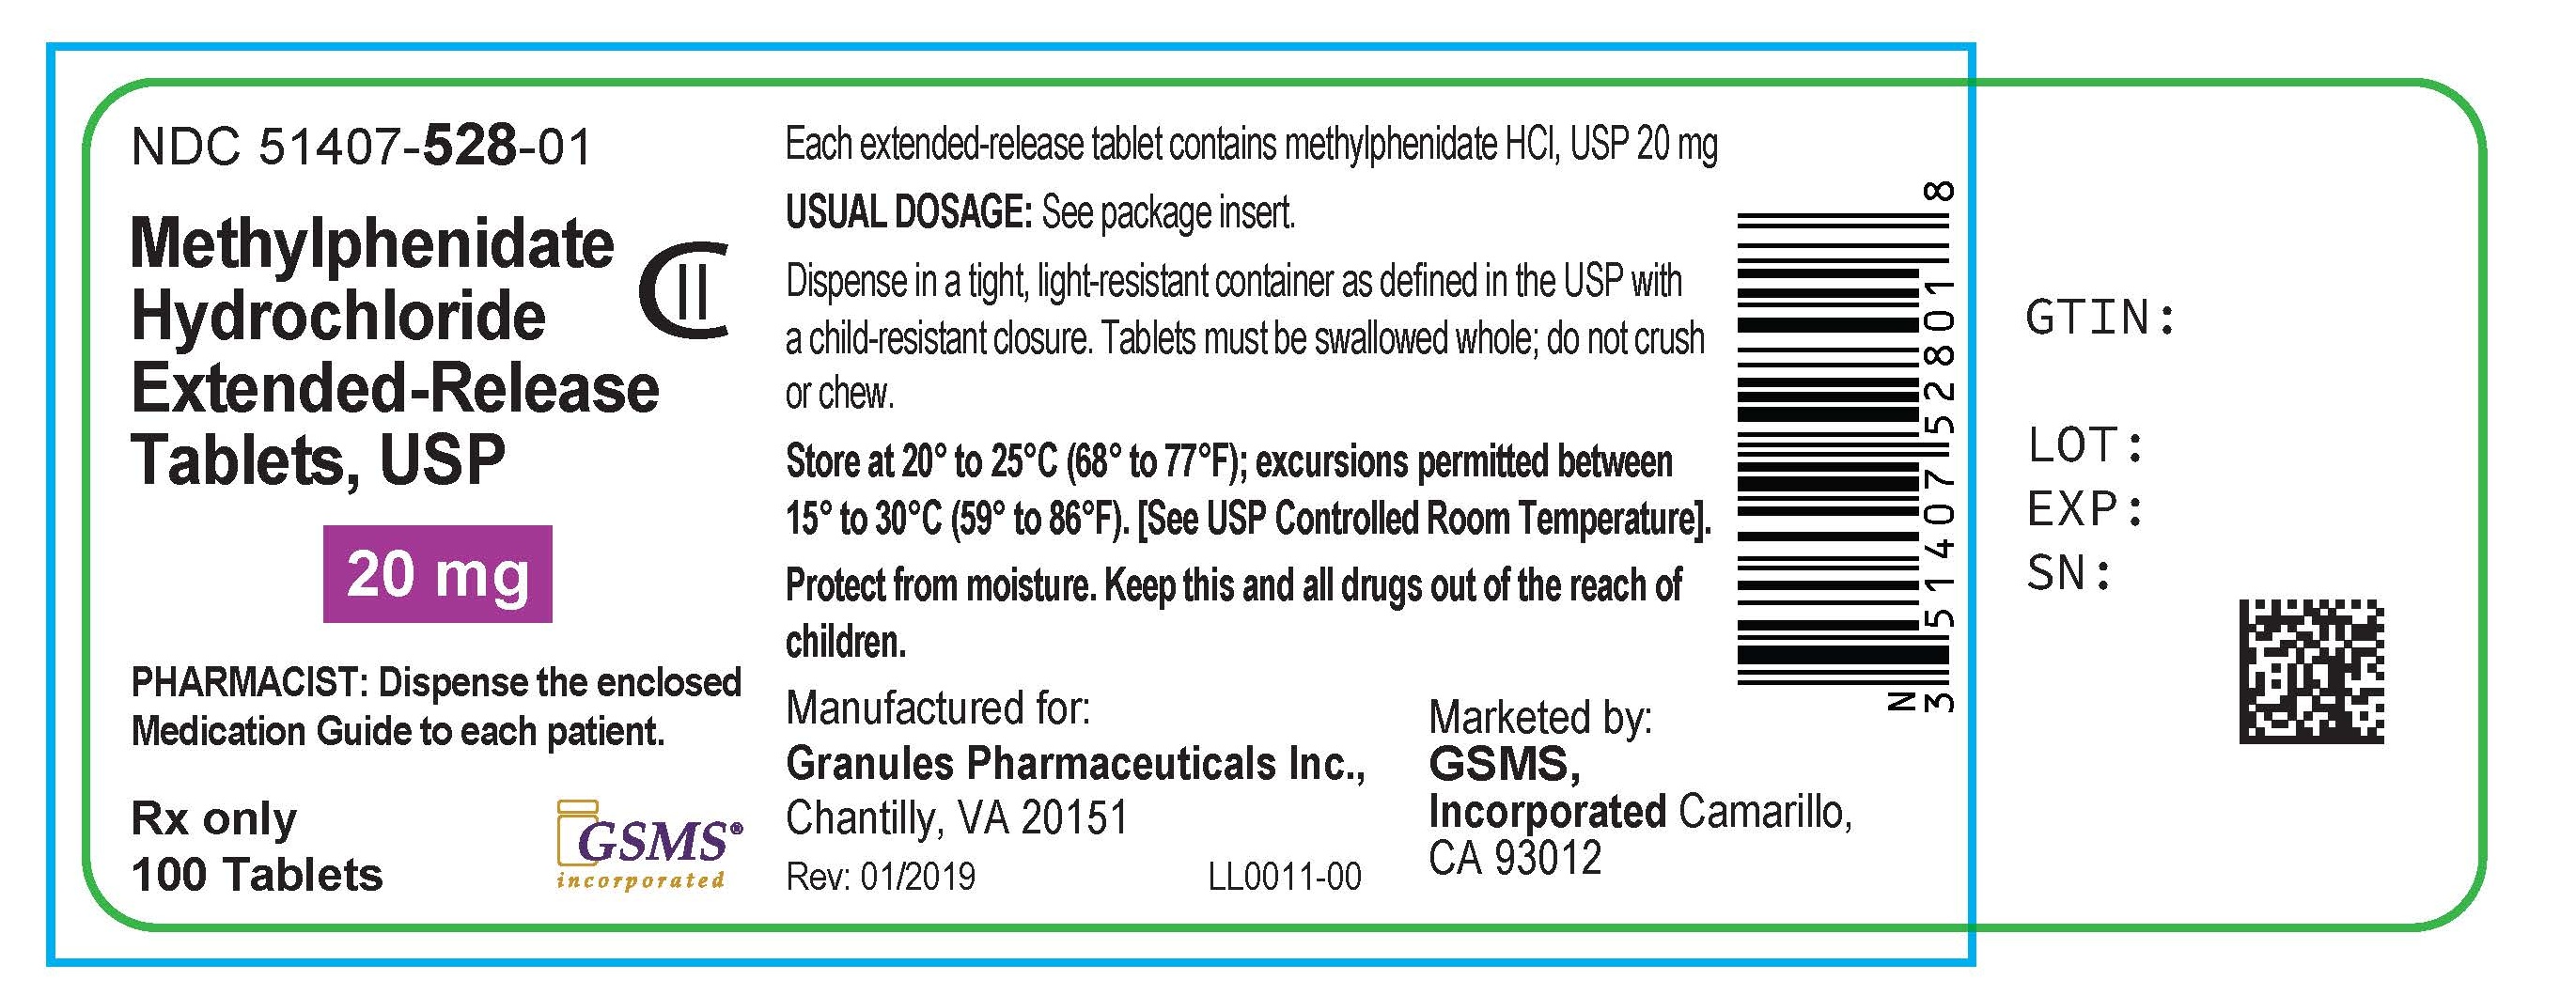 NDC 51407-528-01
Methylphenidate
Hydrochloride
Extended-Release
Tablets, USP
CII
20 mg
PHARMACIST: Dispense the enclosed
Medication Guide to each patient.
Rx only
100 Tablets
GSMS®
incorporated
Each extended-release tablet contains methylphenidate HCl, USP 20 mg
USUAL DOSAGE: See package insert.
Dispense in a tight, light-resistant container as defined in the USP with
a child-resistant closure. Tablets must be swallowed whole; do not crush
or chew.
Store at 20° to 25°C (68° to 77°F); excursions permitted between
15° to 30°C (59° to 86°F). [See USP Controlled Room Temperature].
Protect from moisture. Keep this and all drugs out of the reach of
children.
Manufactured for:
Granules Pharmaceuticals Inc.,
Chantilly, VA 20151
Rev: 01/2019 LL0011-00
Marketed by:
GSMS,
Incorporated Camarillo,
CA 93012
N
3 51407 52801 8
GTIN:
LOT:
EXP:
SN: